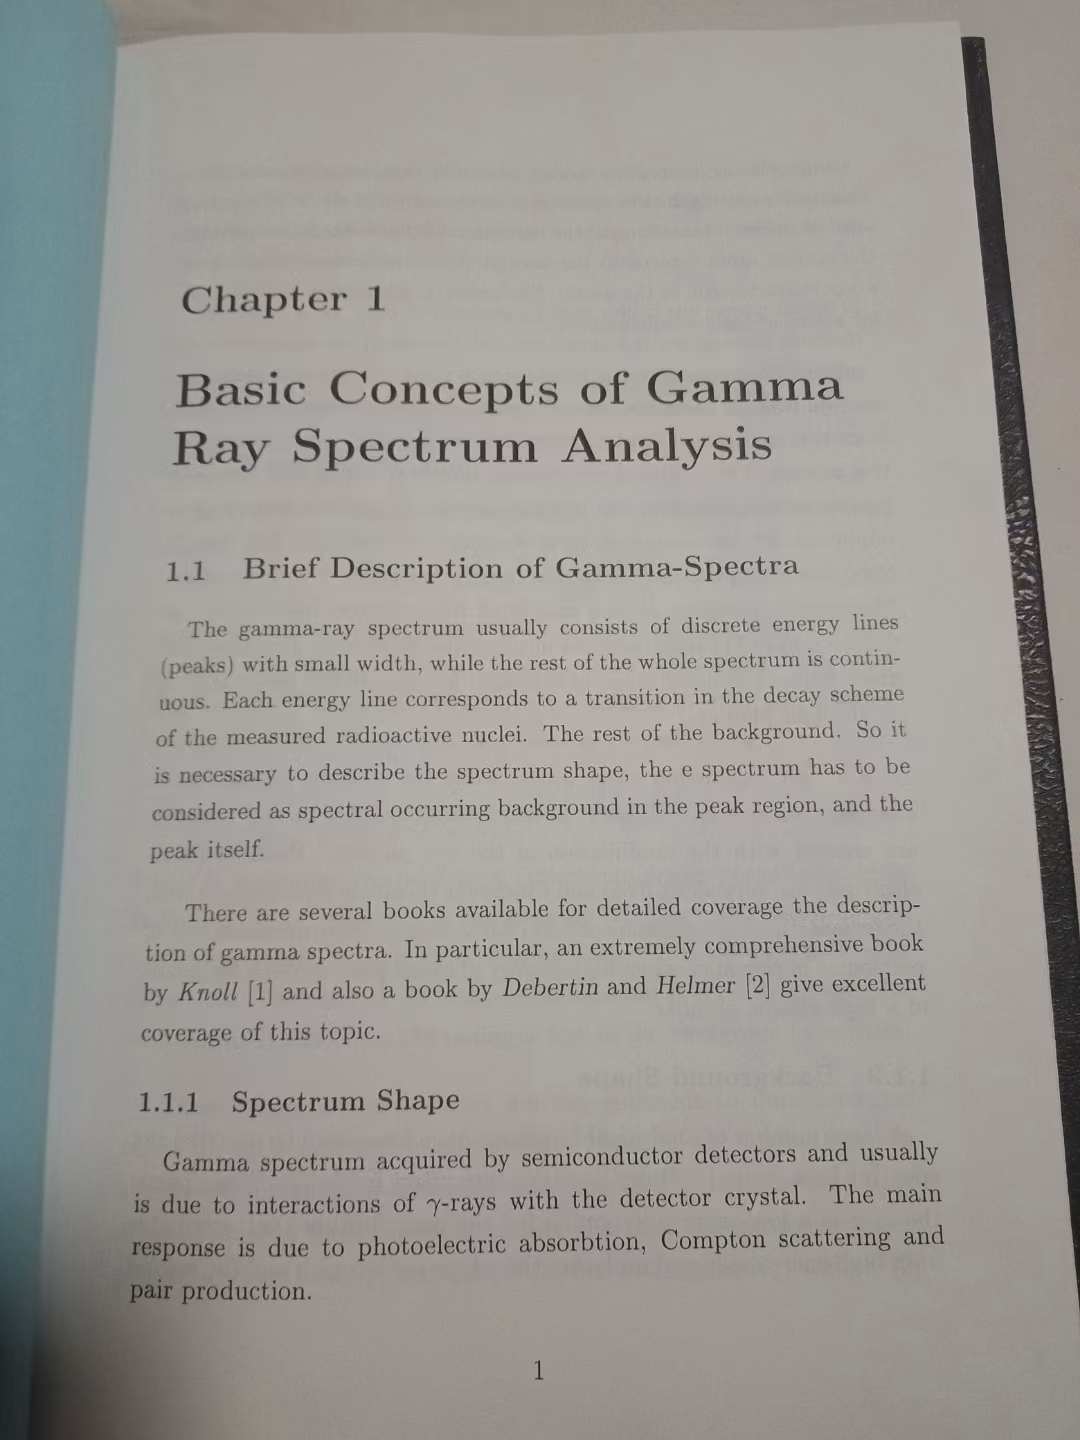 Chapter 1
Basic Concepts of Gamma
Ray Spectrum Analysis
1.1 Brief Description of Gamma-Spectra
The gamma-ray spectrum usually consists of discrete energy lines
(peaks) with small width, while the rest of the whole spectrum is contin-
uous. Each energy line corresponds to a transition in the decay scheme
of the measured radioactive nuclei. The rest of the background. So it
is necessary to describe the spectrum shape, the e spectrum has to be
considered as spectral occurring background in the peak region, and the
peak itself.
There are several books available for detailed coverage the descrip-
tion of gamma spectra. In particular, an extremely comprehensive book
by Knoll [1] and also a book by Debertin and Helmer [2] give excellent
coverage of this topic.
1.1.1 Spectrum Shape
Gamma spectrum acquired by semiconductor detectors and usually
is due to interactions of γ-rays with the detector crystal. The main
response is due to photoelectric absorbtion, Compton scattering and
pair production.
1